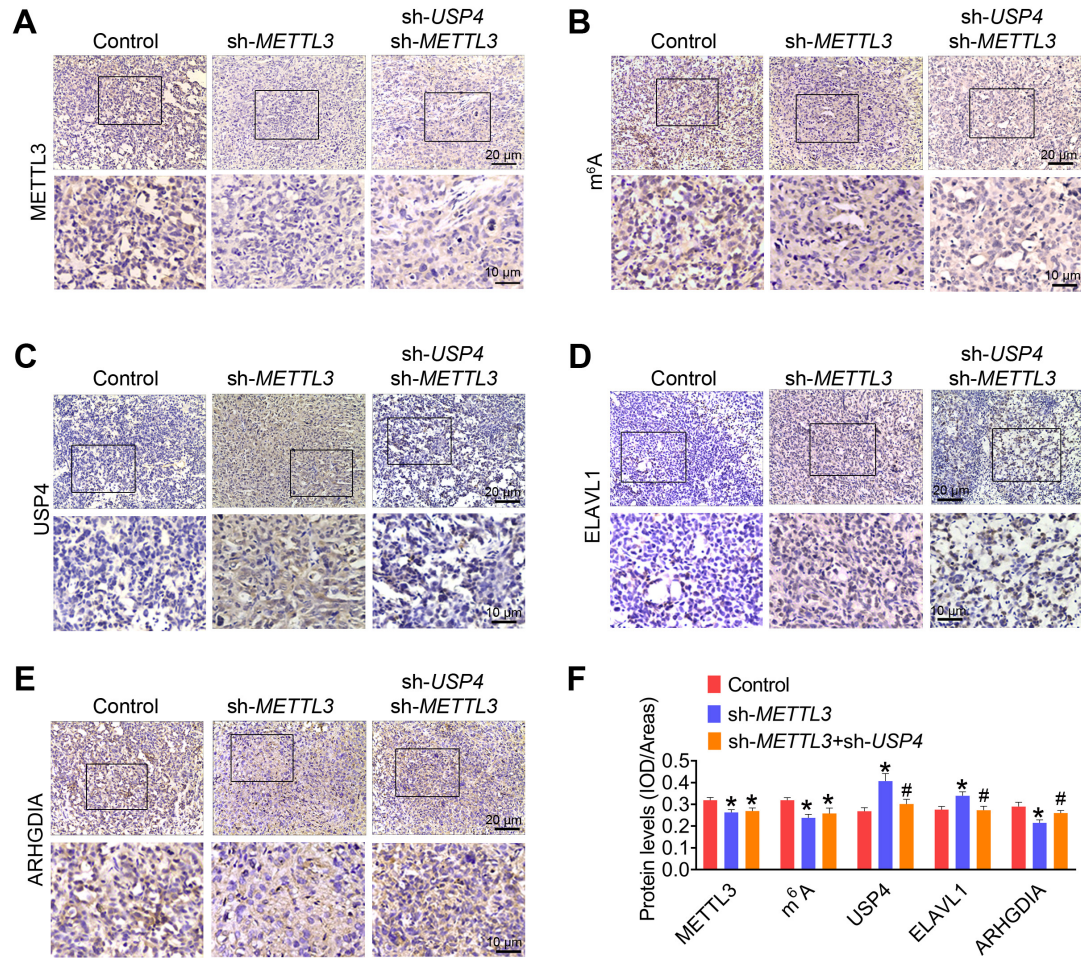 A
Control
sh-METTL3
sh-USP4
sh-METTL3
METTL3
20 µm
10 µm
B
Control
sh-METTL3
sh-USP4
sh-METTL3
m⁶A
20 µm
10 µm
C
Control
sh-METTL3
sh-USP4
sh-METTL3
USP4
20 µm
10 µm
D
Control
sh-METTL3
sh-USP4
sh-METTL3
ELAVL1
20 µm
10 µm
E
Control
sh-METTL3
sh-USP4
sh-METTL3
ARHGDIA
20 µm
10 µm
F
Control
sh-METTL3
sh-METTL3+sh-USP4
Protein levels (IOD/Areas)
0.5
0.4
0.3
0.2
0.1
0.0
* * * * * # * # * #
METTL3
m⁶A
USP4
ELAVL1
ARHGDIA